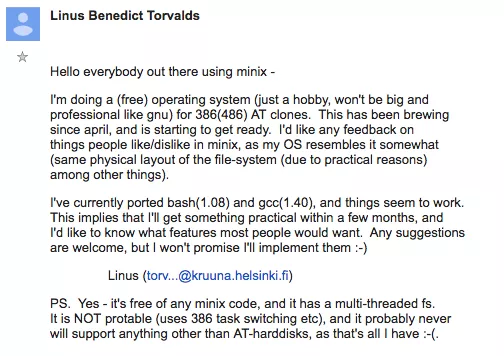 Linus Benedict Torvalds
Hello everybody out there using minix -
I'm doing a (free) operating system (just a hobby, won't be big and
professional like gnu) for 386(486) AT clones.  This has been brewing
since april, and is starting to get ready.  I'd like any feedback on
things people like/dislike in minix, as my OS resembles it somewhat
(same physical layout of the file-system (due to practical reasons)
among other things).
I've currently ported bash(1.08) and gcc(1.40), and things seem to work.
This implies that I'll get something practical within a few months, and
I'd like to know what features most people would want.  Any suggestions
are welcome, but I won't promise I'll implement them :-)
Linus (torv...@kruuna.helsinki.fi)
PS.  Yes - it's free of any minix code, and it has a multi-threaded fs.
It is NOT protable (uses 386 task switching etc), and it probably never
will support anything other than AT-harddisks, as that's all I have :-(.